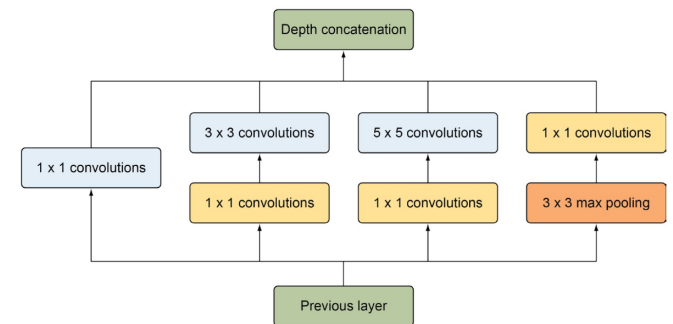 Depth concatenation
3 x 3 convolutions
5 x 5 convolutions
1 x 1 convolutions
1 x 1 convolutions
1 x 1 convolutions
1 x 1 convolutions
3 x 3 max pooling
Previous layer